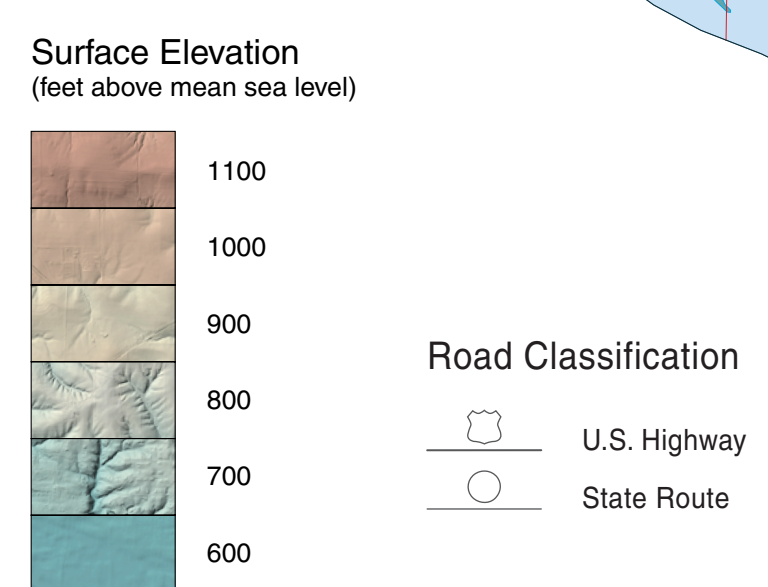 Surface Elevation
(feet above mean sea level)
1100
1000
900
800
700
600
Road Classification
U.S. Highway
State Route